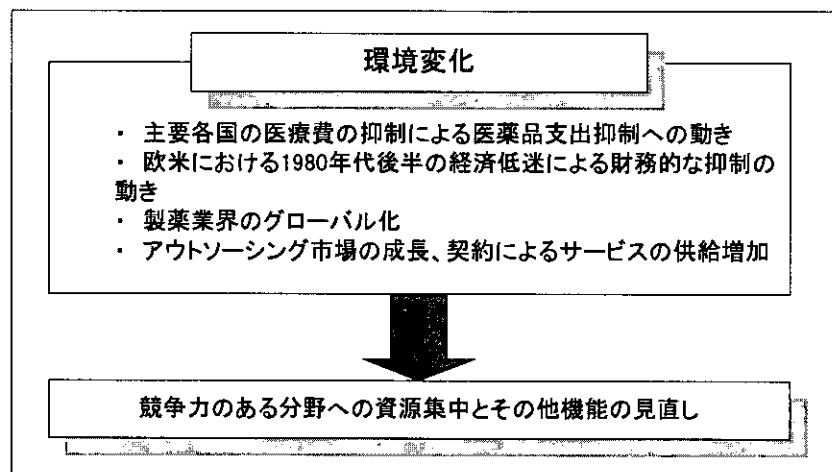 環境変化
・ 主要各国の医療費の抑制による医薬品支出抑制への動き
・ 欧米における1980年代後半の経済低迷による財務的な抑制の
動き
・ 製薬業界のグローバル化
・ アウトソーシング市場の成長、契約によるサービスの供給増加
競争力のある分野への資源集中とその他機能の見直し